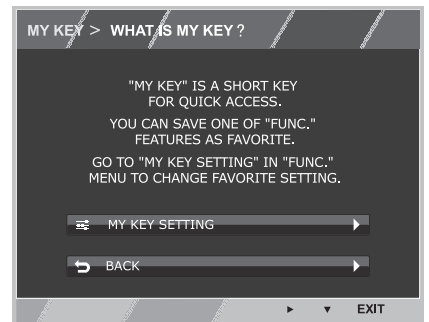 MY KEY > WHAT IS MY KEY ?
"MY KEY" IS A SHORT KEY
FOR QUICK ACCESS.
YOU CAN SAVE ONE OF "FUNC."
FEATURES AS FAVORITE.
GO TO "MY KEY SETTING" IN "FUNC."
MENU TO CHANGE FAVORITE SETTING.
MY KEY SETTING
BACK
EXIT